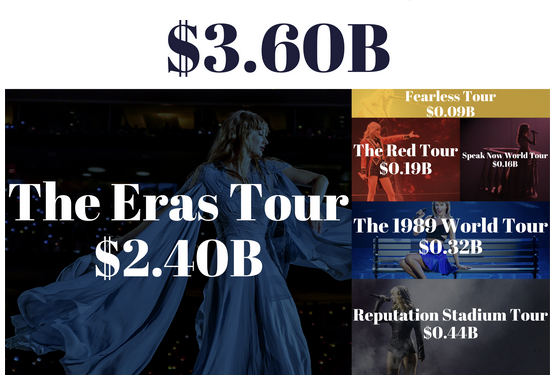 $3.60B
The Eras Tour
$2.40B
Fearless Tour
$0.09B
The Red Tour
$0.19B
Speak Now World Tour
$0.16B
The 1989 World Tour
$0.32B
Reputation Stadium Tour
$0.44B